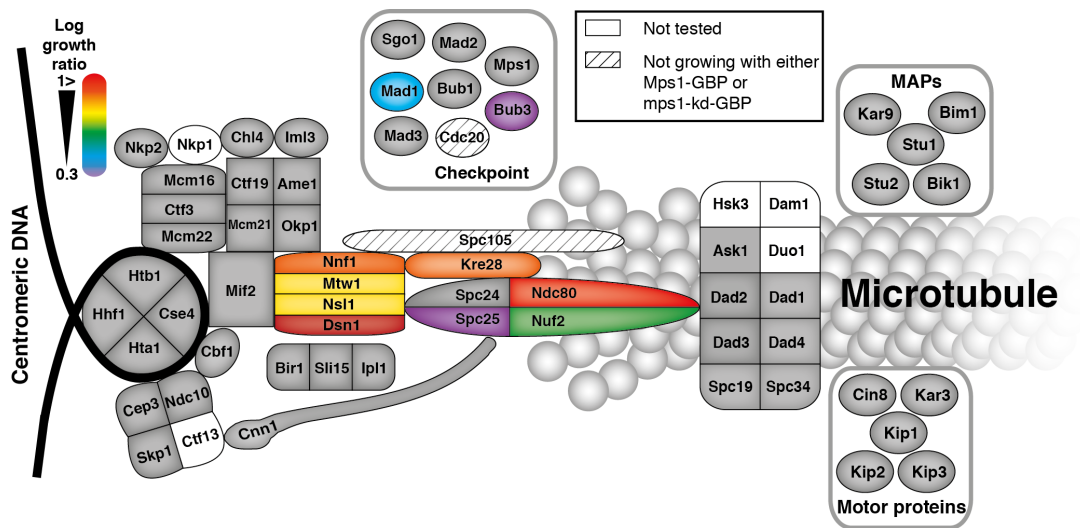 Log
growth
ratio
1>
0.3
Centromeric DNA
Sgo1
Mad2
Mps1
Mad1
Bub1
Bub3
Mad3
Cdc20
Checkpoint
Not tested
Not growing with either
Mps1-GBP or
mps1-kd-GBP
MAPs
Kar9
Bim1
Stu1
Stu2
Bik1
Nkp2
Nkp1
Chl4
Iml3
Mcm16
Ctf3
Mcm22
Ctf19
Ame1
Mcm21
Okp1
Mif2
Htb1
Hhf1
Cse4
Hta1
Cbf1
Nnf1
Mtw1
Nsl1
Dsn1
Spc105
Kre28
Spc24
Ndc80
Spc25
Nuf2
Bir1
Sli15
Ipl1
Cep3
Ndc10
Skp1
Ctf13
Cnn1
Hsk3
Dam1
Ask1
Duo1
Dad2
Dad1
Dad3
Dad4
Spc19
Spc34
Microtubule
Cin8
Kar3
Kip1
Kip2
Kip3
Motor proteins